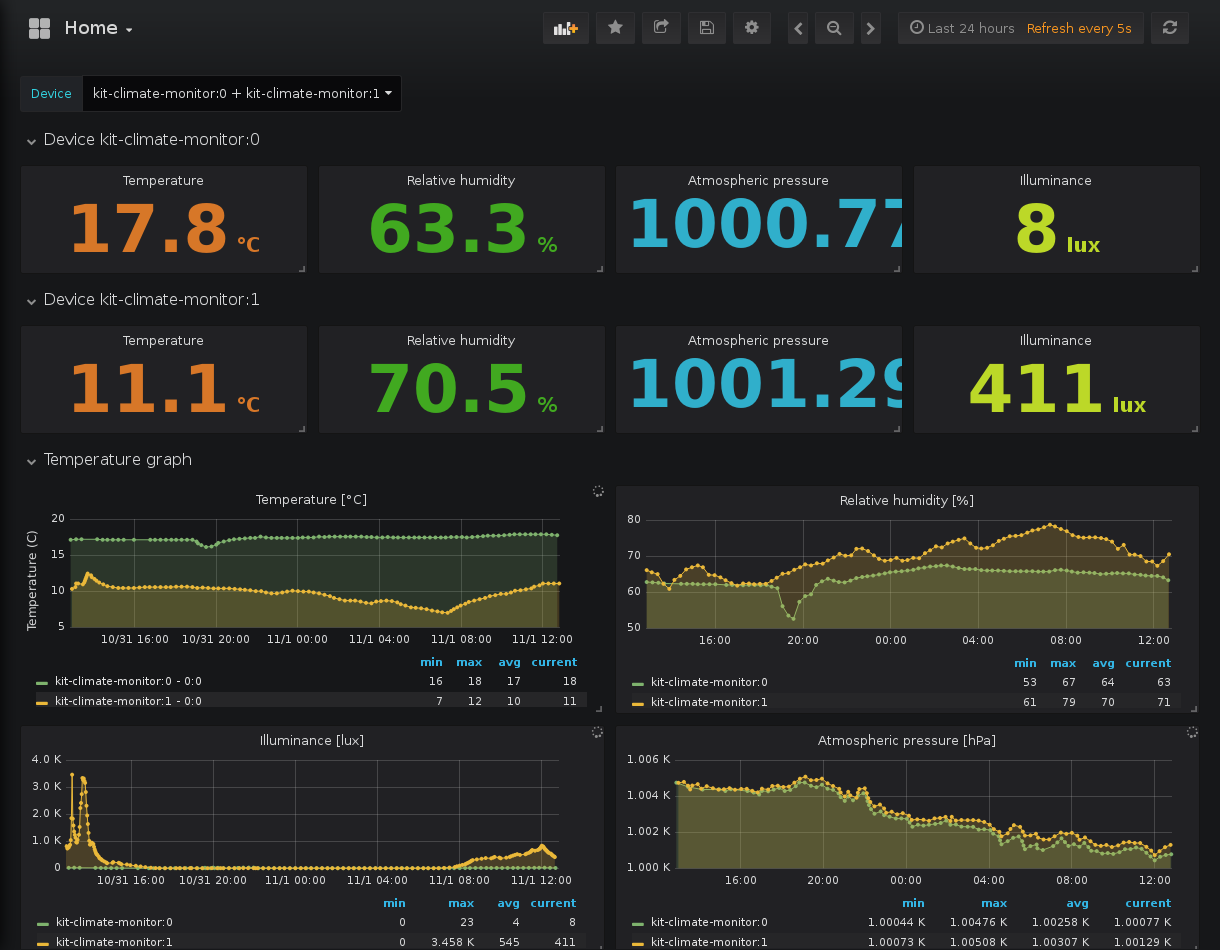 Home
Last 24 hours Refresh every 5s
Device kit-climate-monitor:0 + kit-climate-monitor:1
Device kit-climate-monitor:0
Temperature Relative humidity Atmospheric pressure Illuminance
17.8 °C 63.3 % 1000.77 8 lux
Device kit-climate-monitor:1
Temperature Relative humidity Atmospheric pressure Illuminance
11.1 °C 70.5 % 1001.29 411 lux
Temperature graph
Temperature [°C]
Temperature (C)
20
15
10
5
10/31 16:00 10/31 20:00 11/1 00:00 11/1 04:00 11/1 08:00 11/1 12:00
min max avg current
kit-climate-monitor:0 - 0:0 16 18 17 18
kit-climate-monitor:1 - 0:0 7 12 10 11
Relative humidity [%]
80
70
60
50
16:00 20:00 00:00 04:00 08:00 12:00
min max avg current
kit-climate-monitor:0 53 67 64 63
kit-climate-monitor:1 61 79 70 71
Illuminance [lux]
4.0 K
3.0 K
2.0 K
1.0 K
0
10/31 16:00 10/31 20:00 11/1 00:00 11/1 04:00 11/1 08:00 11/1 12:00
min max avg current
kit-climate-monitor:0 0 23 4 8
kit-climate-monitor:1 0 3.458 K 545 411
Atmospheric pressure [hPa]
1.006 K
1.004 K
1.002 K
1.000 K
16:00 20:00 00:00 04:00 08:00 12:00
min max avg current
kit-climate-monitor:0 1.00044 K 1.00476 K 1.00258 K 1.00077 K
kit-climate-monitor:1 1.00073 K 1.00508 K 1.00307 K 1.00129 K